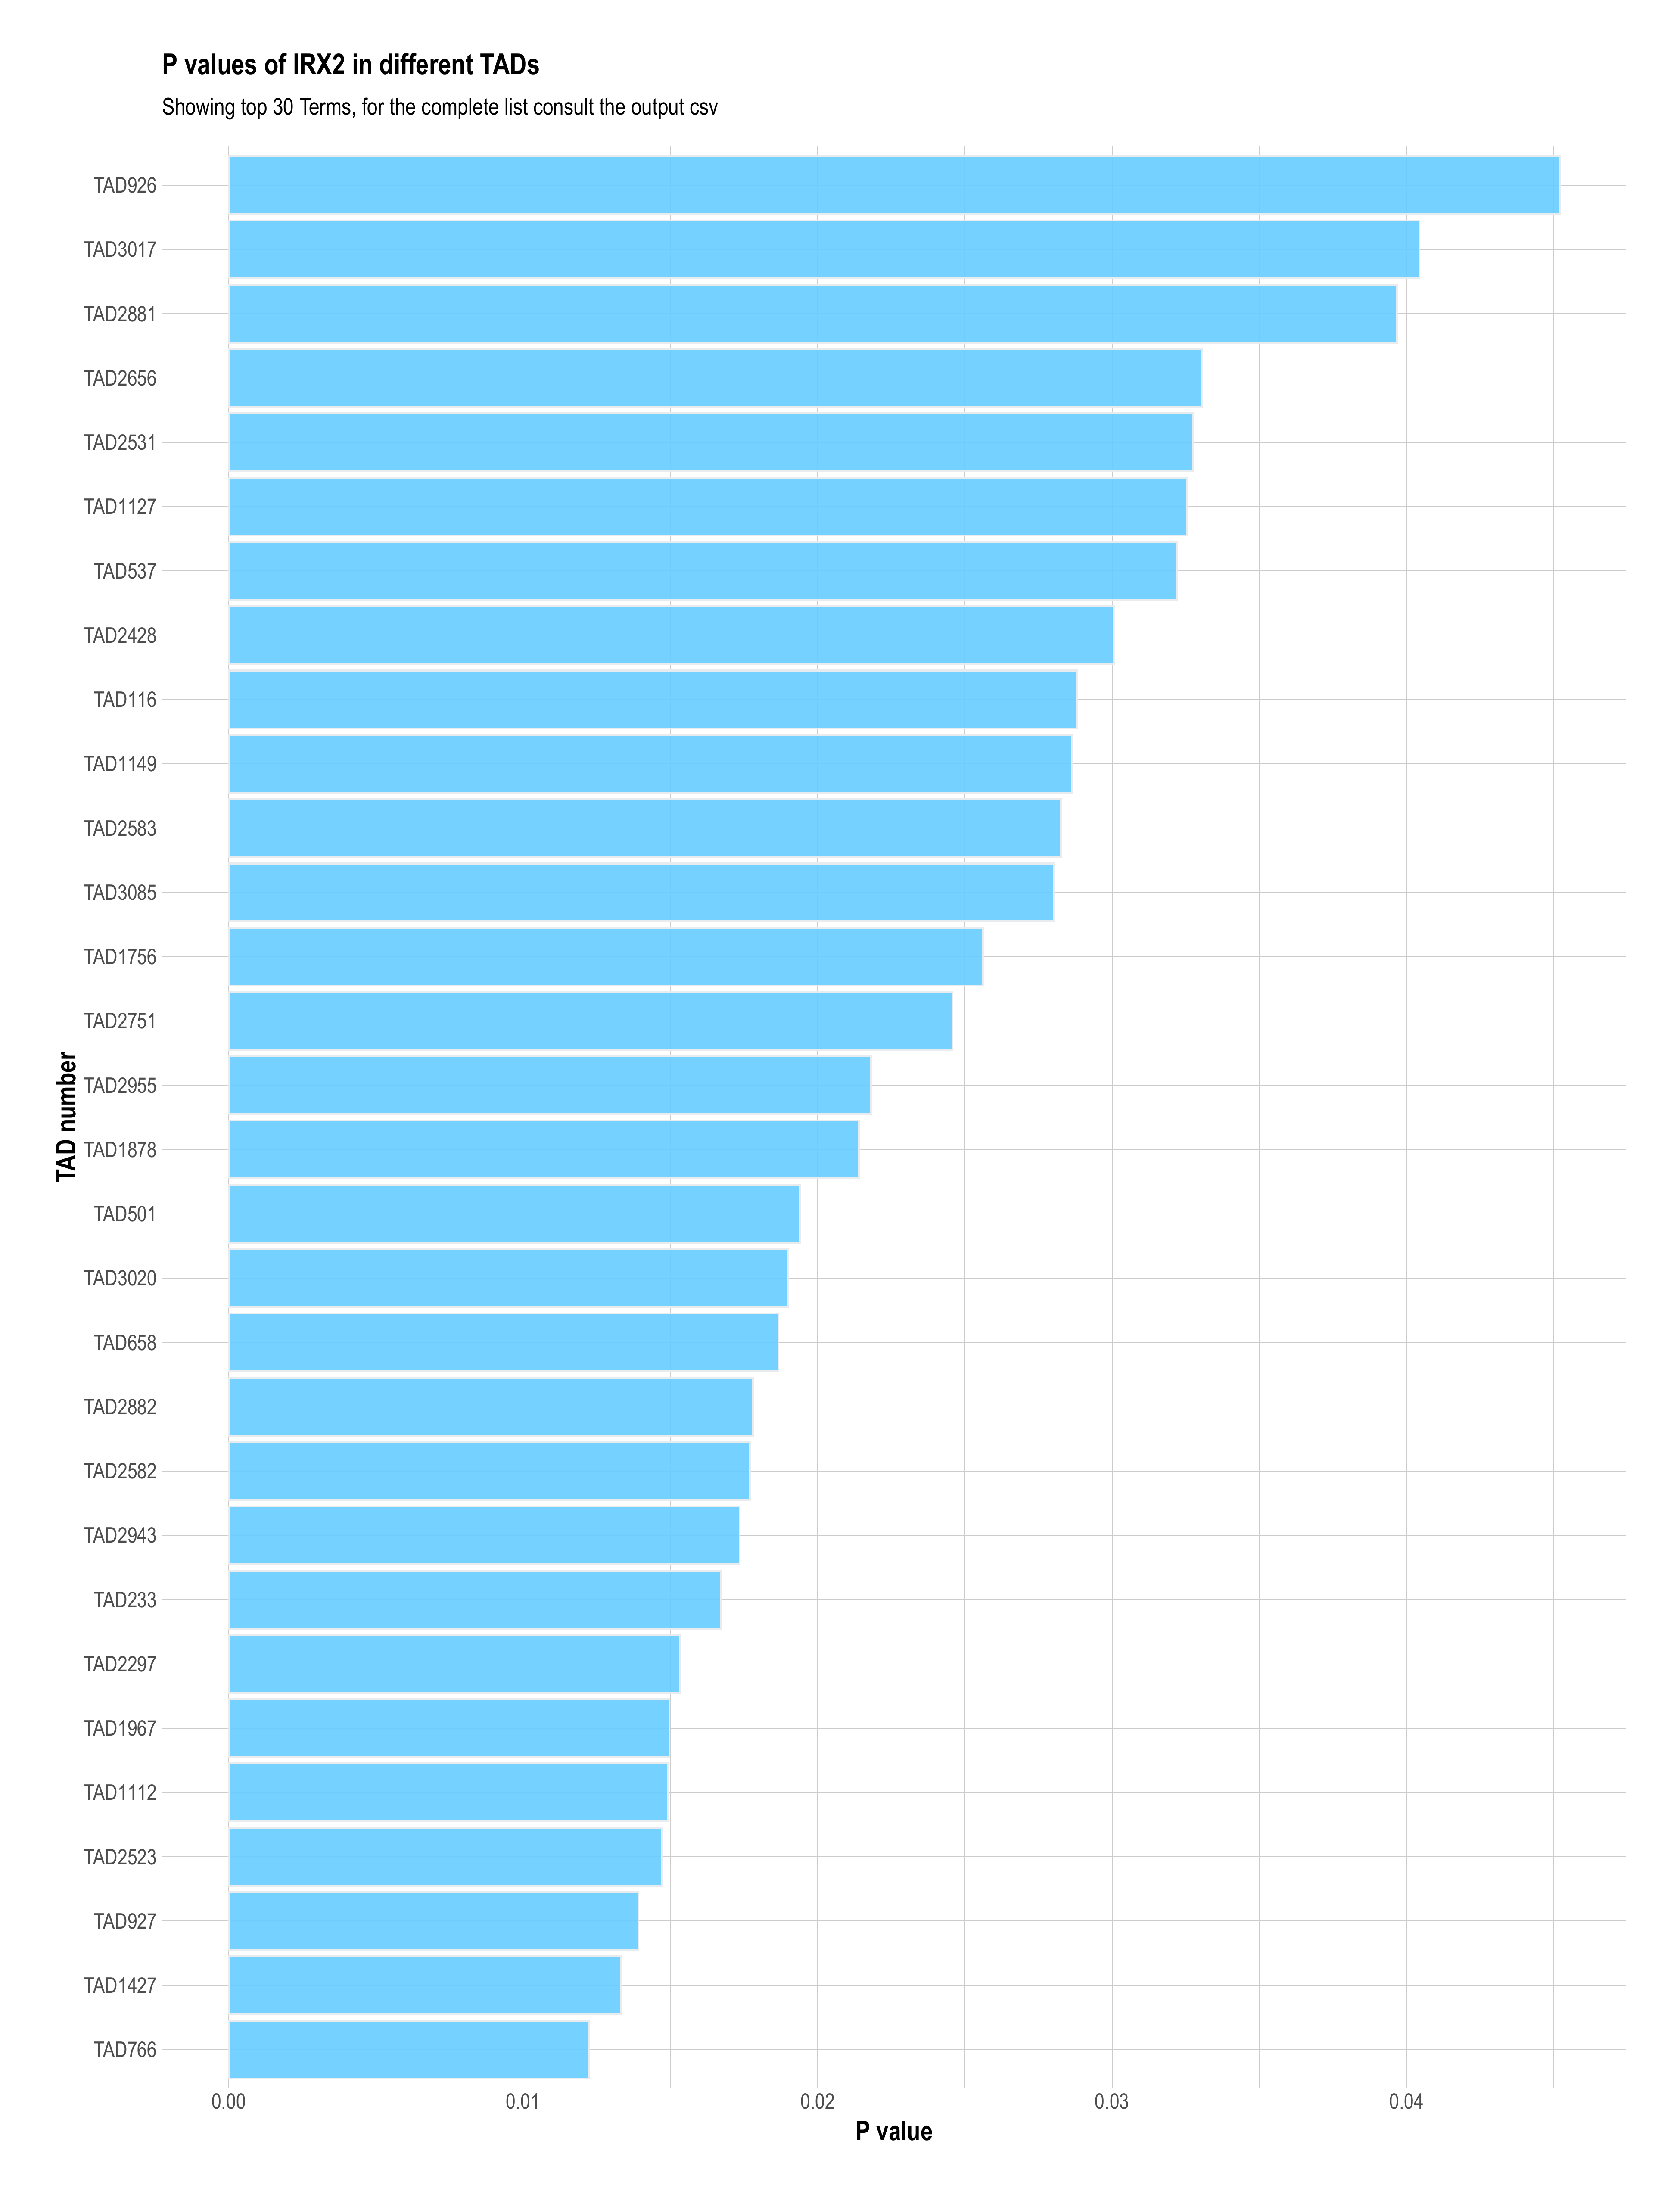 P values of IRX2 in different TADs
Showing top 30 Terms, for the complete list consult the output csv
TAD number
TAD926
TAD3017
TAD2881
TAD2656
TAD2531
TAD1127
TAD537
TAD2428
TAD116
TAD1149
TAD2583
TAD3085
TAD1756
TAD2751
TAD2955
TAD1878
TAD501
TAD3020
TAD658
TAD2882
TAD2582
TAD2943
TAD233
TAD2297
TAD1967
TAD1112
TAD2523
TAD927
TAD1427
TAD766
0.00 0.01 0.02 0.03 0.04
P value